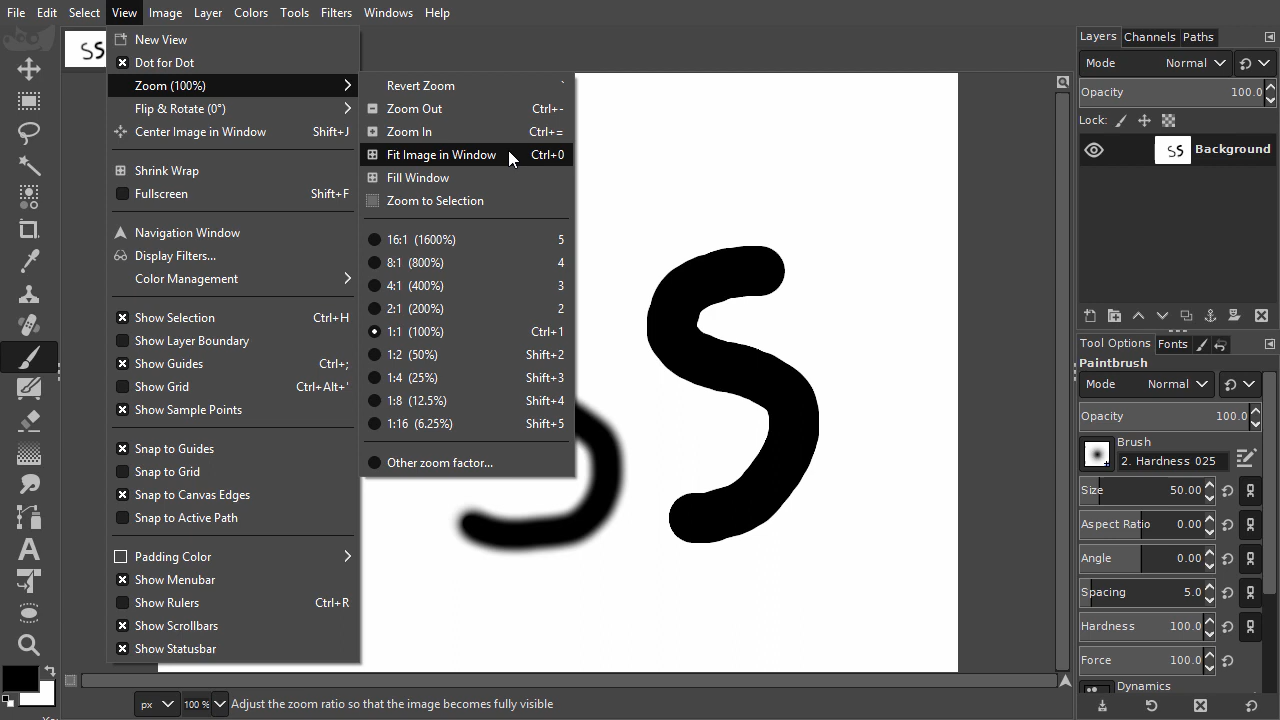 File Edit Select View Image Layer Colors Tools Filters Windows Help
New View
Dot for Dot
Zoom (100%)
Flip & Rotate (0°)
Center Image in Window Shift+J
Shrink Wrap
Fullscreen Shift+F
Navigation Window
Display Filters...
Color Management
Show Selection Ctrl+H
Show Layer Boundary
Show Guides Ctrl+;
Show Grid Ctrl+Alt+'
Show Sample Points
Snap to Guides
Snap to Grid
Snap to Canvas Edges
Snap to Active Path
Padding Color
Show Menubar
Show Rulers Ctrl+R
Show Scrollbars
Show Statusbar
Revert Zoom `
Zoom Out Ctrl+-
Zoom In Ctrl+=
Fit Image in Window Ctrl+0
Fill Window
Zoom to Selection
16:1 (1600%) 5
8:1 (800%) 4
4:1 (400%) 3
2:1 (200%) 2
1:1 (100%) Ctrl+1
1:2 (50%) Shift+2
1:4 (25%) Shift+3
1:8 (12.5%) Shift+4
1:16 (6.25%) Shift+5
Other zoom factor...
SS
S
Layers Channels Paths
Mode Normal
Opacity 100.0
Lock:
SS Background
Tool Options Fonts
Paintbrush
Mode Normal
Opacity 100.0
Brush
2. Hardness 025
Size 50.00
Aspect Ratio 0.00
Angle 0.00
Spacing 5.0
Hardness 100.0
Force 100.0
Dynamics
px 100 % Adjust the zoom ratio so that the image becomes fully visible